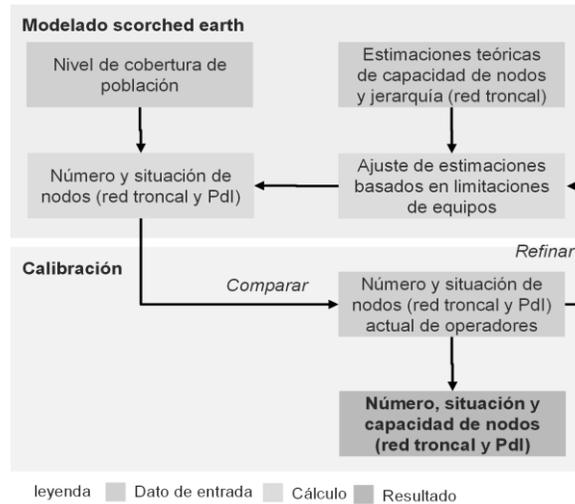 Modelado scorched earth
Nivel de cobertura de
población
Estimaciones teóricas
de capacidad de nodos
y jerarquía (red troncal)
Número y situación de
nodos (red troncal y PdI)
Ajuste de estimaciones
basados en limitaciones
de equipos
Refinar
Calibración
Comparar
Número y situación de
nodos (red troncal y PdI)
actual de operadores
Número, situación y
capacidad de nodos
(red troncal y PdI)
leyenda
Dato de entrada
Cálculo
Resultado